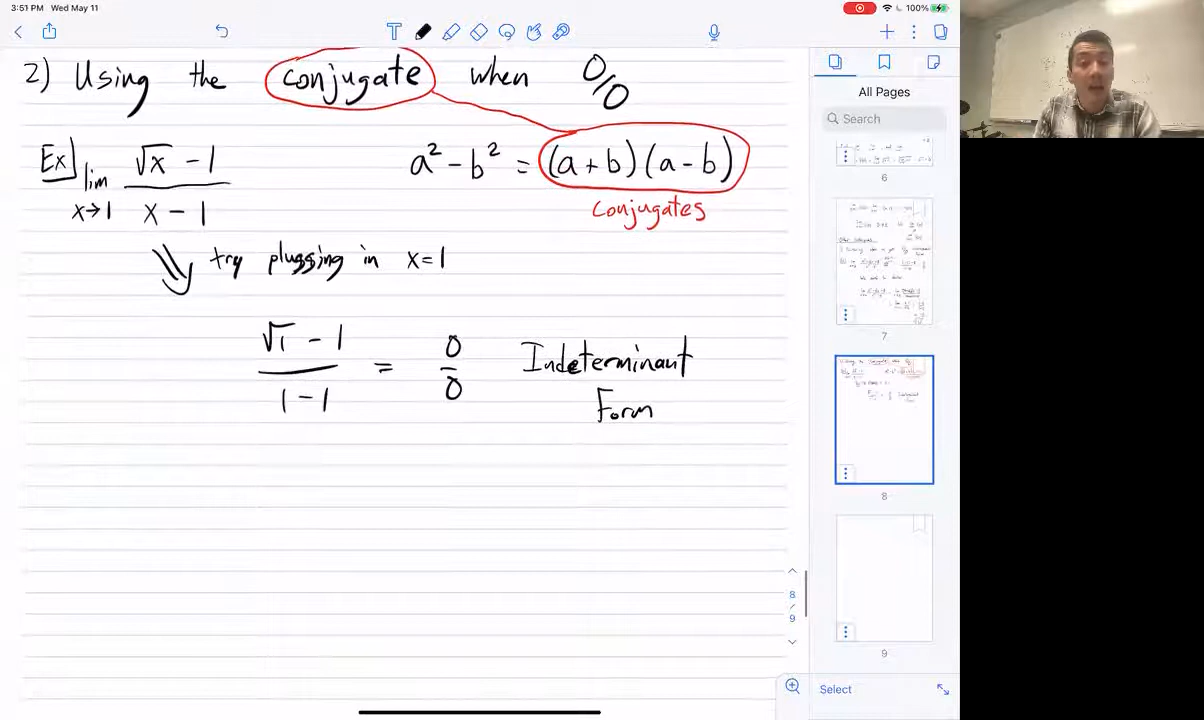 3:51 PM Wed May 11
100%
2) Using the conjugate when 0/0
Ex] lim x→1 √x - 1 / x - 1
a² - b² = (a + b)(a - b)
conjugates
try plugging in x=1
√1 - 1 / 1 - 1 = 0/0 Indeterminant
Form
All Pages
Search
6
7
8
9
8
9
Select